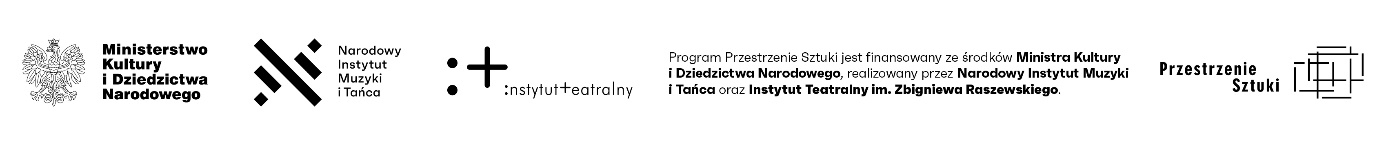 Ministerstwo
Kultury
i Dziedzictwa
Narodowego
Narodowy
Instytut
Muzyki
i Tańca
:nstytut+eatralny
Program Przestrzenie Sztuki jest finansowany ze środków Ministra Kultury
i Dziedzictwa Narodowego, realizowany przez Narodowy Instytut Muzyki
i Tańca oraz Instytut Teatralny im. Zbigniewa Raszewskiego.
Przestrzenie
Sztuki